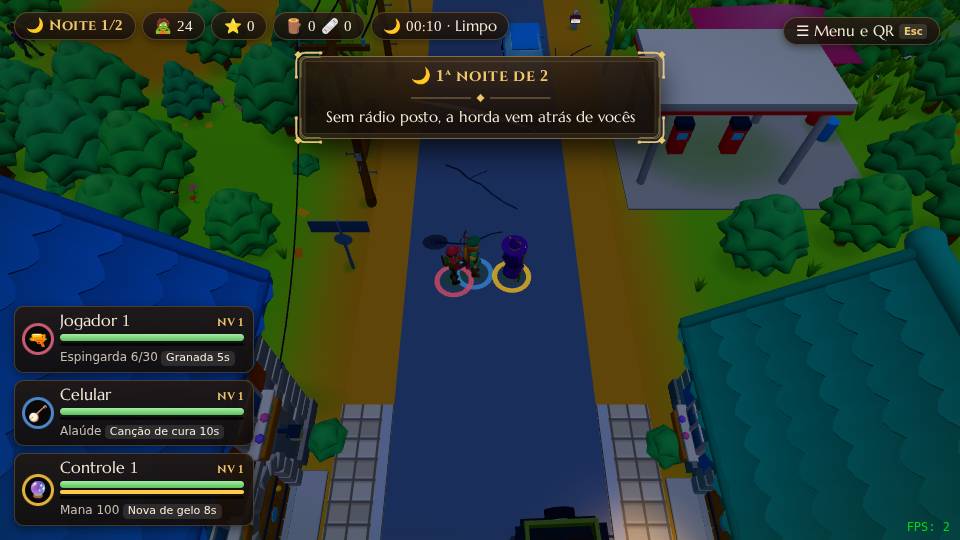 🌙 NOITE 1/2
24
0
0
0
🌙 00:10 · Limpo
☰ Menu e QR Esc
🌙 1ª NOITE DE 2
Sem rádio posto, a horda vem atrás de vocês
Jogador 1 NV 1
Espingarda 6/30 Granada 5s
Celular NV 1
Alaúde Canção de cura 10s
Controle 1 NV 1
Mana 100 Nova de gelo 8s
FPS: 2